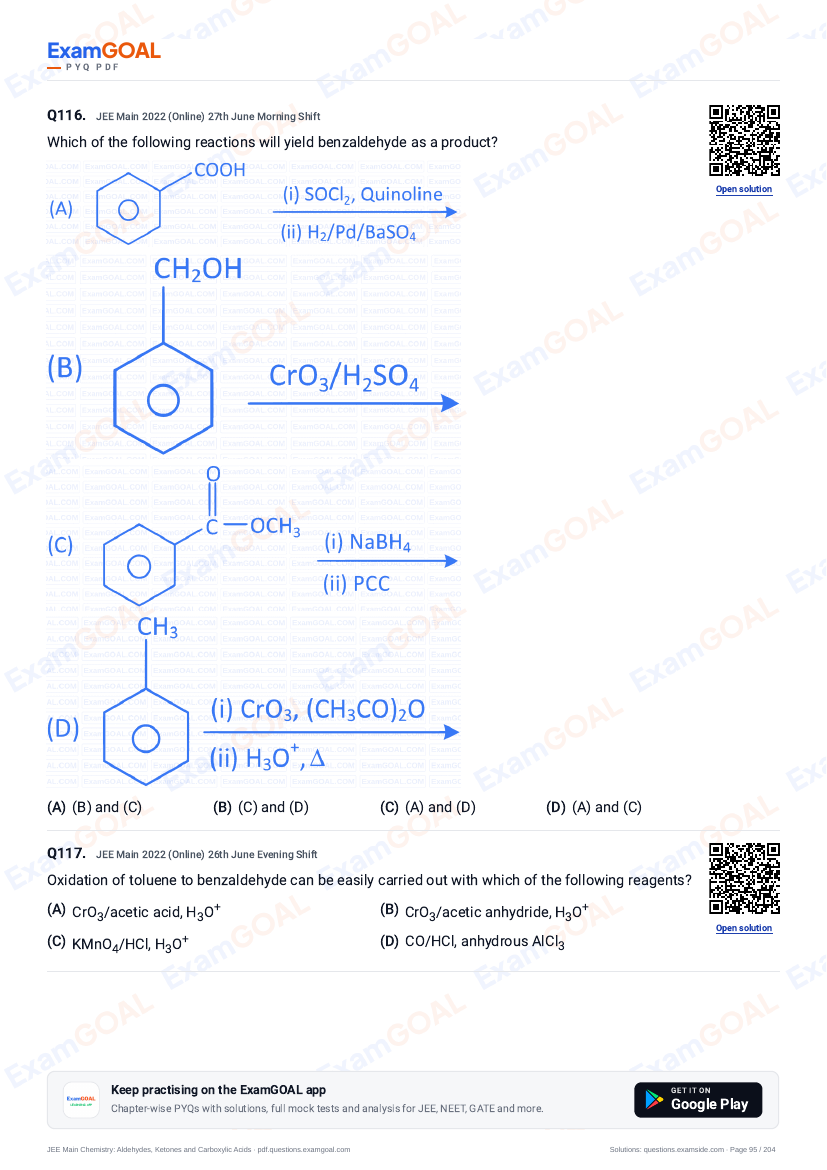 ExamGOAL
PYQ PDF
Q116. JEE Main 2022 (Online) 27th June Morning Shift
Which of the following reactions will yield benzaldehyde as a product?
Open solution
COOH
(A)
(i) SOCl₂, Quinoline
(ii) H₂/Pd/BaSO₄
CH₂OH
(B)
CrO₃/H₂SO₄
O
C—OCH₃
(C)
(i) NaBH₄
(ii) PCC
CH₃
(D)
(i) CrO₃, (CH₃CO)₂O
(ii) H₃O⁺, Δ
(A) (B) and (C) (B) (C) and (D) (C) (A) and (D) (D) (A) and (C)
Q117. JEE Main 2022 (Online) 26th June Evening Shift
Oxidation of toluene to benzaldehyde can be easily carried out with which of the following reagents?
(A) CrO₃/acetic acid, H₃O⁺ (B) CrO₃/acetic anhydride, H₃O⁺
(C) KMnO₄/HCl, H₃O⁺ (D) CO/HCl, anhydrous AlCl₃
Open solution
ExamGOAL
Keep practising on the ExamGOAL app
Chapter-wise PYQs with solutions, full mock tests and analysis for JEE, NEET, GATE and more.
GET IT ON
Google Play
JEE Main Chemistry: Aldehydes, Ketones and Carboxylic Acids · pdf.questions.examgoal.com
Solutions: questions.examside.com · Page 95 / 204